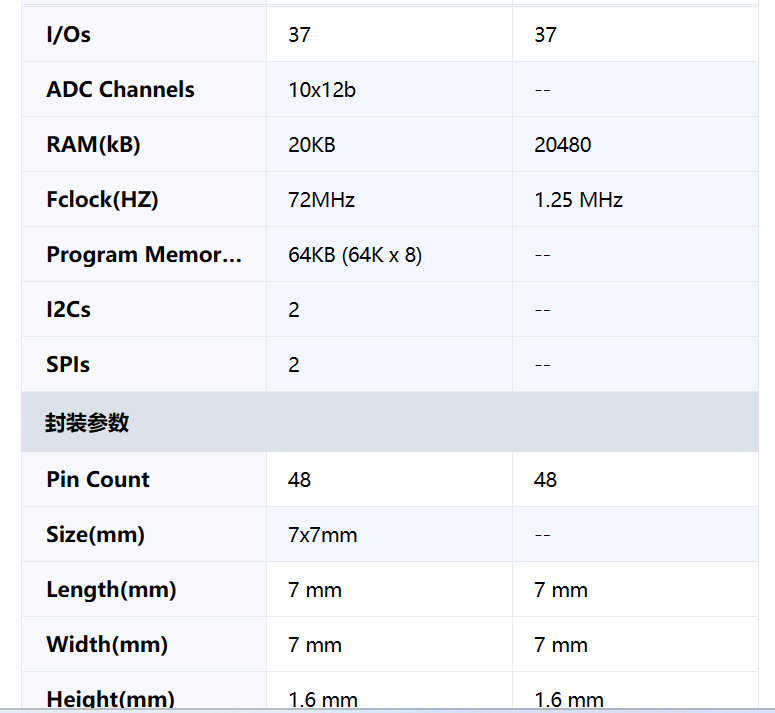 I/Os 37 37
ADC Channels 10x12b --
RAM(kB) 20KB 20480
Fclock(HZ) 72MHz 1.25 MHz
Program Memor... 64KB (64K x 8) --
I2Cs 2 --
SPIs 2 --
封装参数
Pin Count 48 48
Size(mm) 7x7mm --
Length(mm) 7 mm 7 mm
Width(mm) 7 mm 7 mm
Height(mm) 1.6 mm 1.6 mm